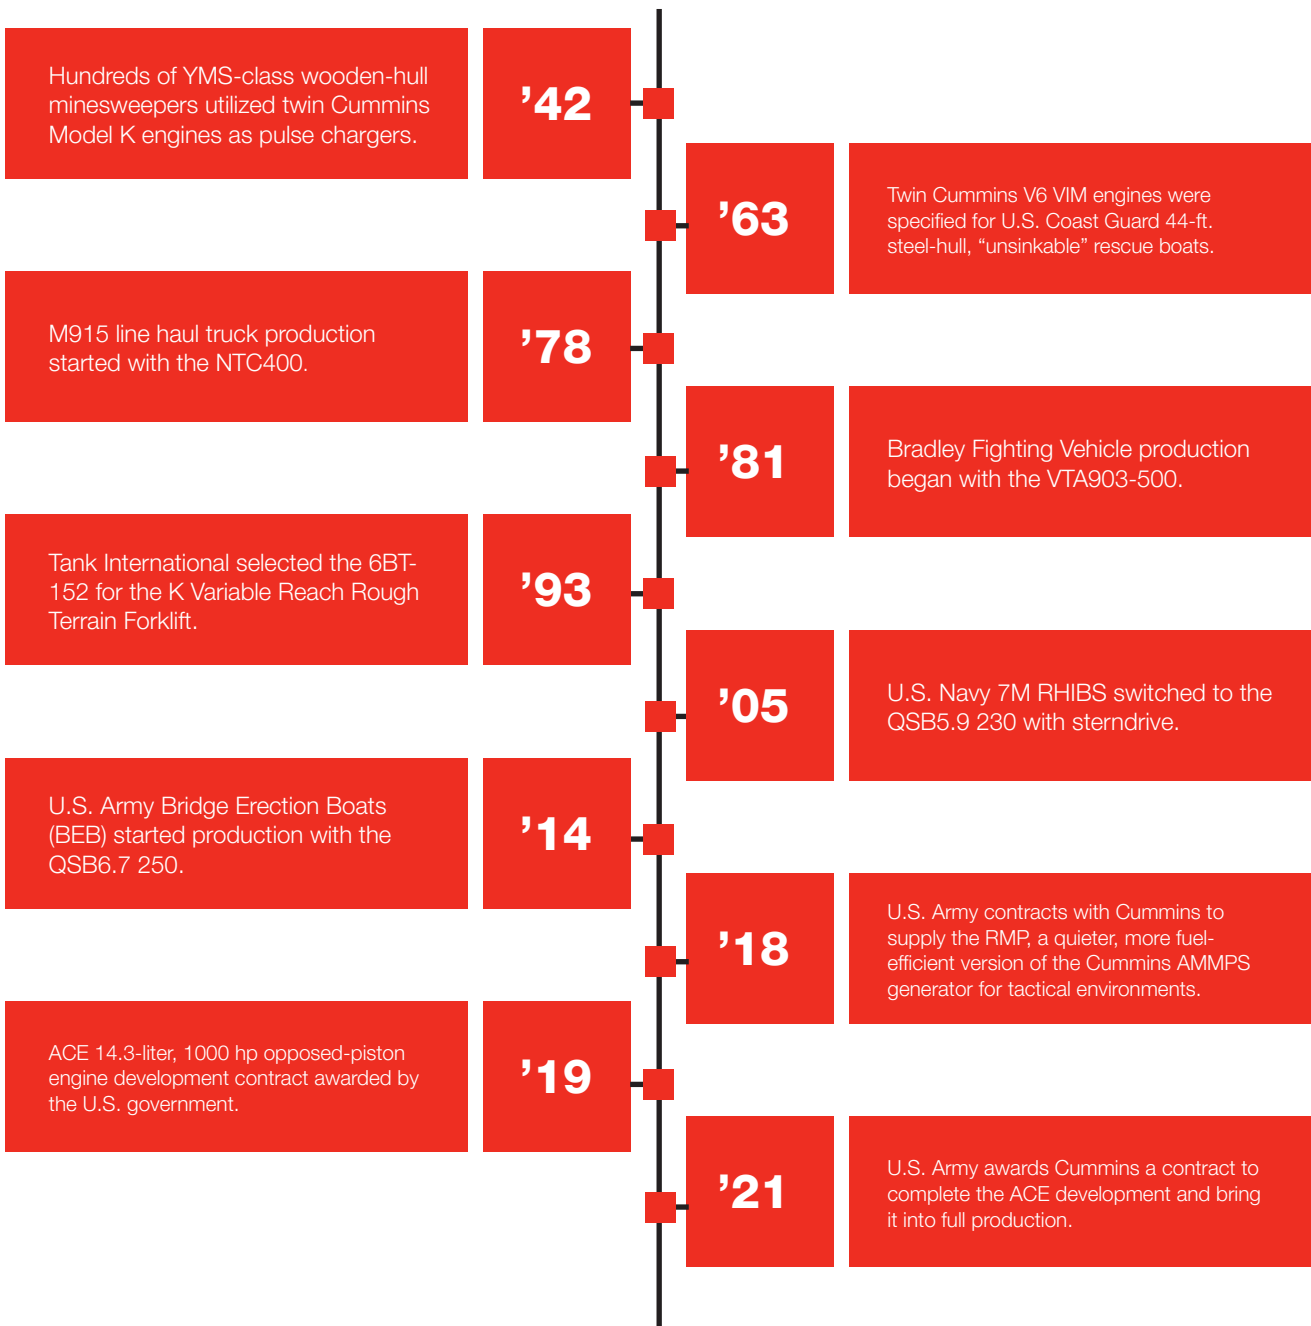 Hundreds of YMS-class wooden-hull
minesweepers utilized twin Cummins
Model K engines as pulse chargers.
’42
’63
Twin Cummins V6 VIM engines were
specified for U.S. Coast Guard 44-ft.
steel-hull, “unsinkable” rescue boats.
M915 line haul truck production
started with the NTC400.
’78
’81
Bradley Fighting Vehicle production
began with the VTA903-500.
Tank International selected the 6BT-
152 for the K Variable Reach Rough
Terrain Forklift.
’93
’05
U.S. Navy 7M RHIBS switched to the
QSB5.9 230 with sterndrive.
U.S. Army Bridge Erection Boats
(BEB) started production with the
QSB6.7 250.
’14
’18
U.S. Army contracts with Cummins to
supply the RMP, a quieter, more fuel-
efficient version of the Cummins AMMPS
generator for tactical environments.
ACE 14.3-liter, 1000 hp opposed-piston
engine development contract awarded by
the U.S. government.
’19
’21
U.S. Army awards Cummins a contract to
complete the ACE development and bring
it into full production.